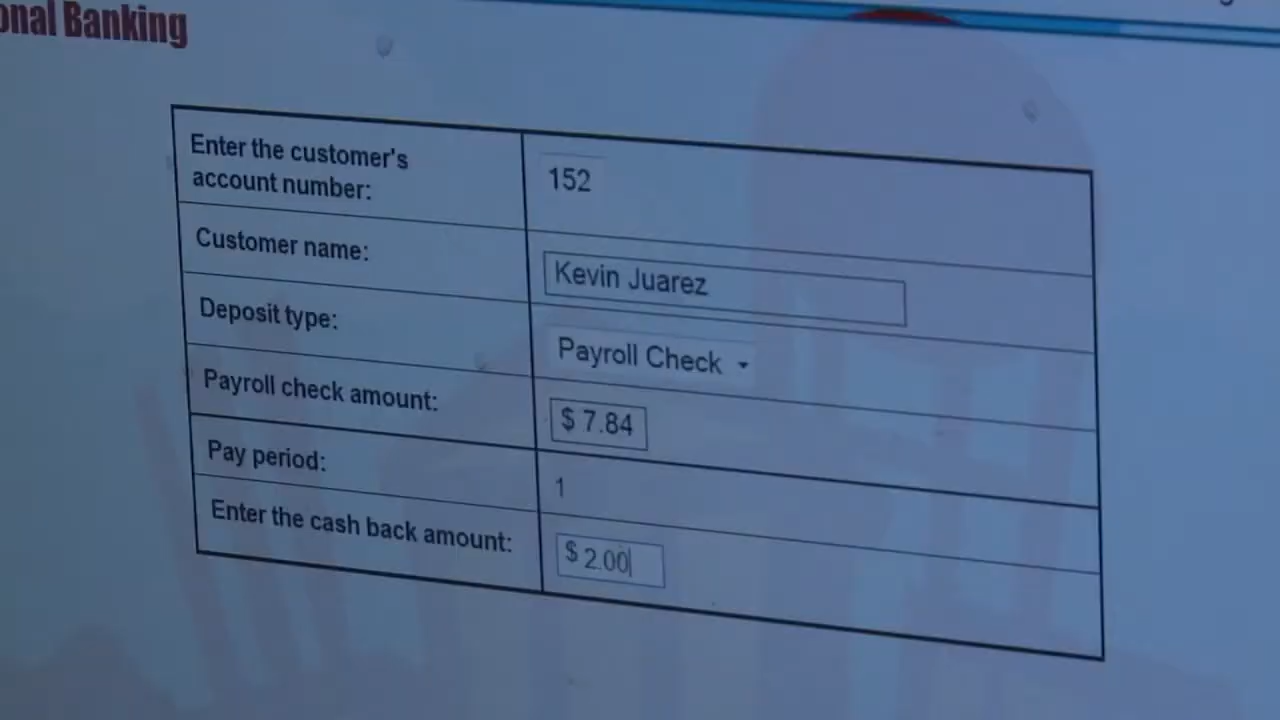 onal Banking
Enter the customer's
account number:
152
Customer name:
Kevin Juarez
Deposit type:
Payroll Check
Payroll check amount:
$ 7.84
Pay period:
1
Enter the cash back amount:
$ 2.00